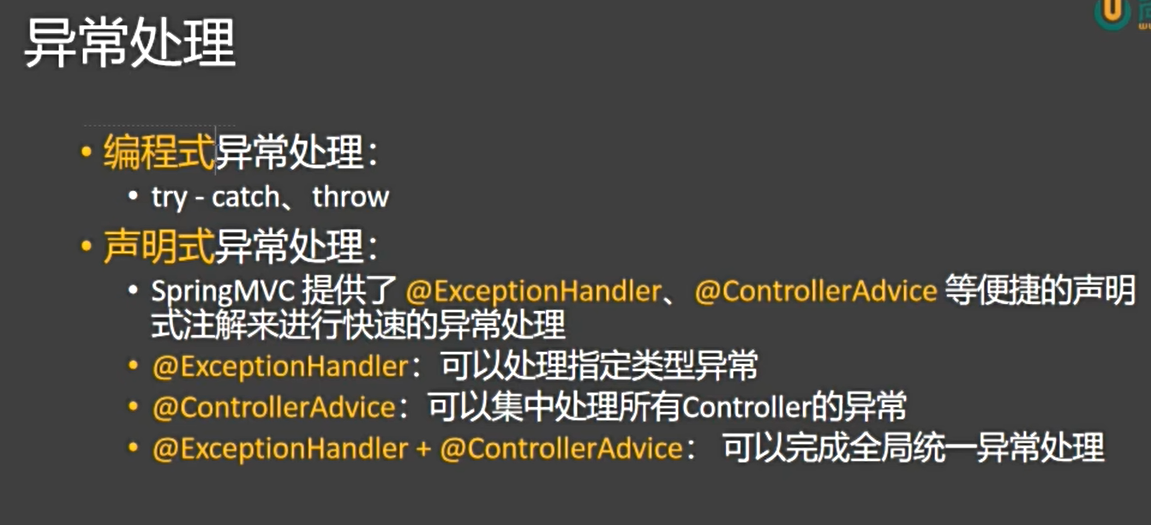 异常处理
• 编程式异常处理：
• try - catch、throw
• 声明式异常处理：
• SpringMVC 提供了 @ExceptionHandler、@ControllerAdvice 等便捷的声明
式注解来进行快速的异常处理
• @ExceptionHandler：可以处理指定类型异常
• @ControllerAdvice：可以集中处理所有Controller的异常
• @ExceptionHandler + @ControllerAdvice： 可以完成全局统一异常处理